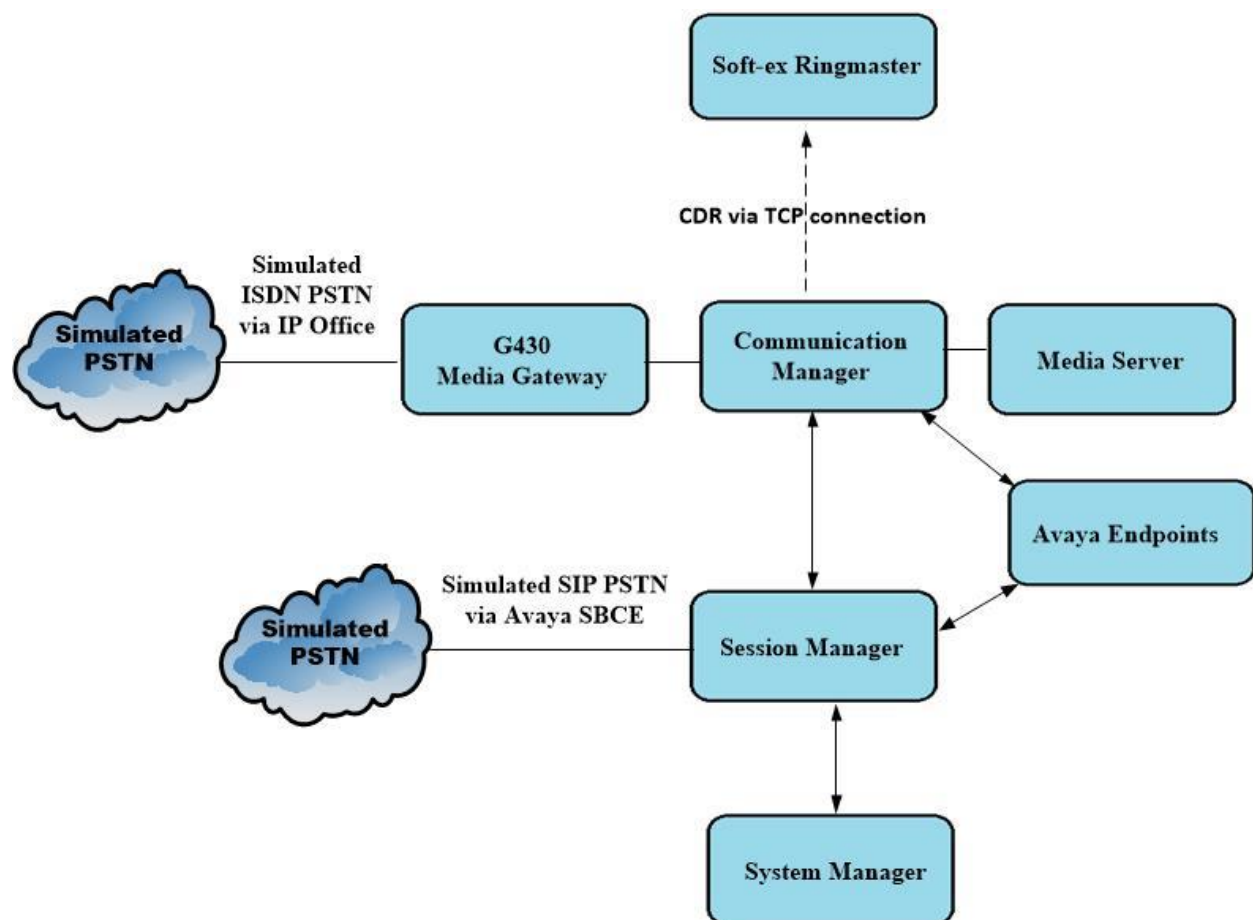 Soft-ex Ringmaster
CDR via TCP connection
Simulated
ISDN PSTN
via IP Office
Simulated
PSTN
G430
Media Gateway
Communication
Manager
Media Server
Avaya Endpoints
Simulated SIP PSTN
via Avaya SBCE
Simulated
PSTN
Session Manager
System Manager